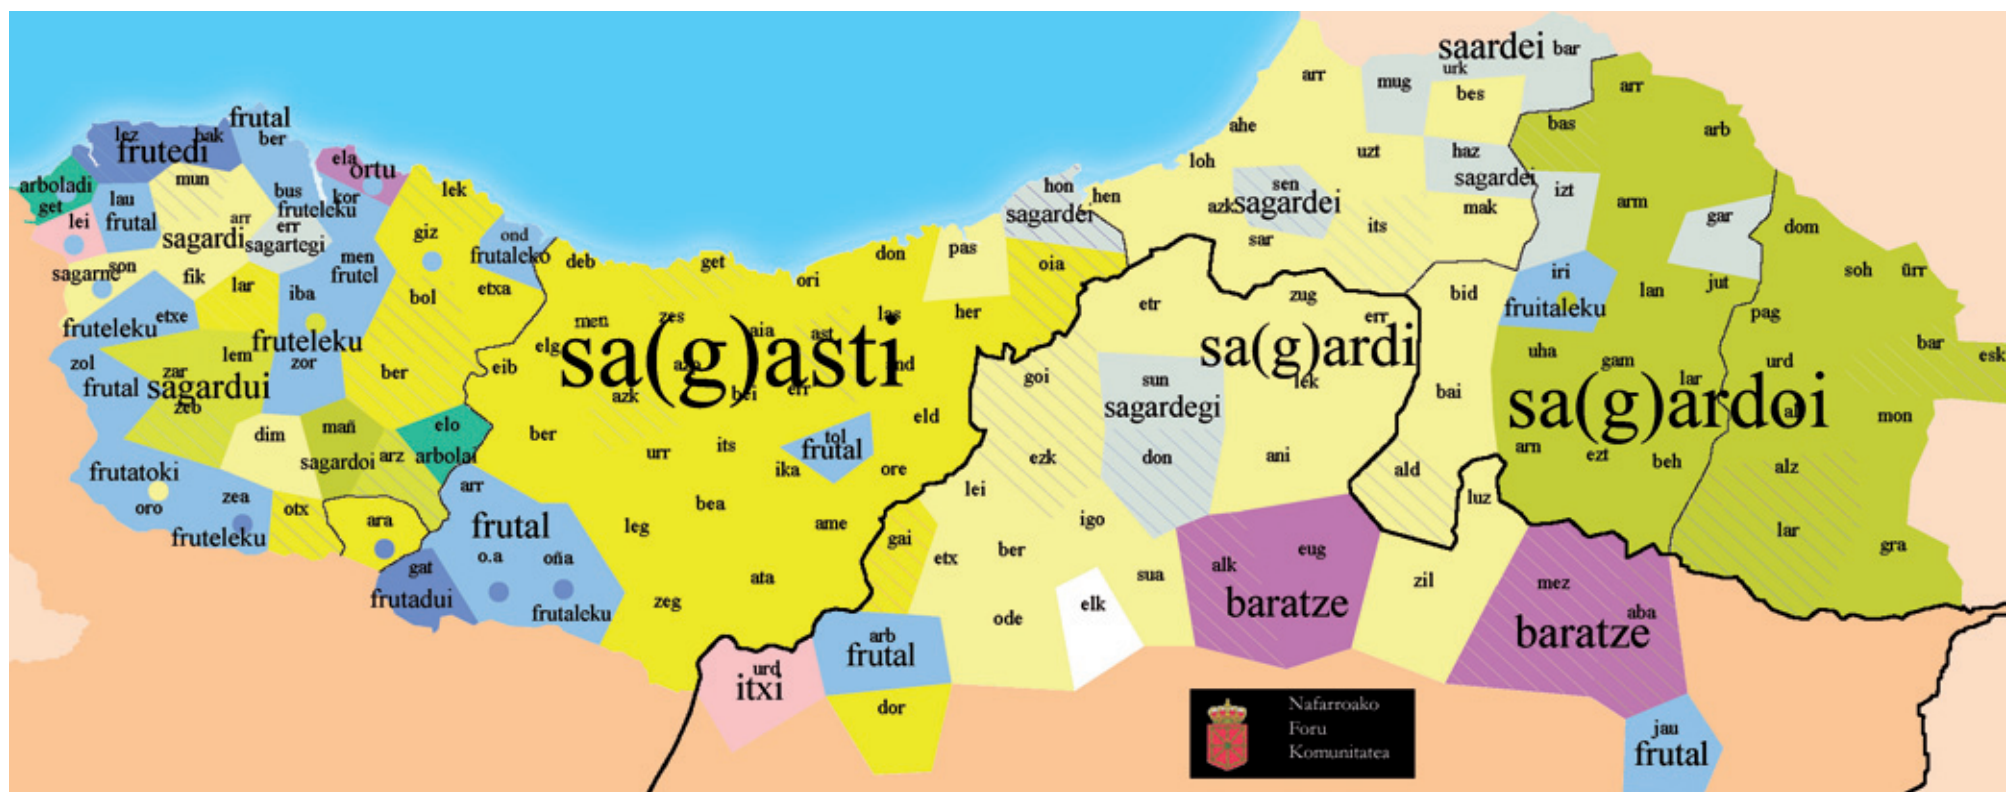 saardei
bar
urk
arr
mug
bes
arr
frutal
lez
bak
ber
frutedi
ahe
bas
arb
ela
ortu
loh
uzt
haz
sagardei
arboladi
get
lau
mun
bus
kor
lek
hon
hen
sen
izt
fruteleku
azk
sagardei
mak
arm
lei
frutal
arr
err
giz
ond
sagardei
its
gar
dom
sagardi
sagartegi
sar
men
frutaleko
don
pas
son
sagarne
fik
frutel
deb
get
oia
iri
soh
ürr
lar
iba
bol
etxa
ori
etr
zug
bid
fruitaleku
lan
jut
etxe
fruteleku
men
zes
aia
ast
las
her
err
pag
fruteleku
lem
elg
sa(g)asti
sa(g)ardi
uha
gam
urd
bar
esk
zol
zar
zor
ber
eib
goi
sun
lek
lar
frutal
sagardui
zeb
azk
bei
err
eld
sagardegi
bai
sa(g)ardoi
mon
dim
mañ
elo
ber
tol
frutal
its
urr
ika
ore
ezk
don
ani
ald
arn
ezt
beh
alz
sagardoi
arz
arbolai
frutatoki
zea
arr
lei
luz
oro
otx
ara
frutal
leg
bea
ame
igo
lar
fruteleku
gai
etx
ber
eug
gra
o.a
oña
gat
ata
sua
alk
zil
mez
frutadui
frutaleku
zeg
elk
baratze
aba
ode
baratze
arb
frutal
urd
itxi
dor
jau
frutal
Nafarroako
Foru
Komunitatea